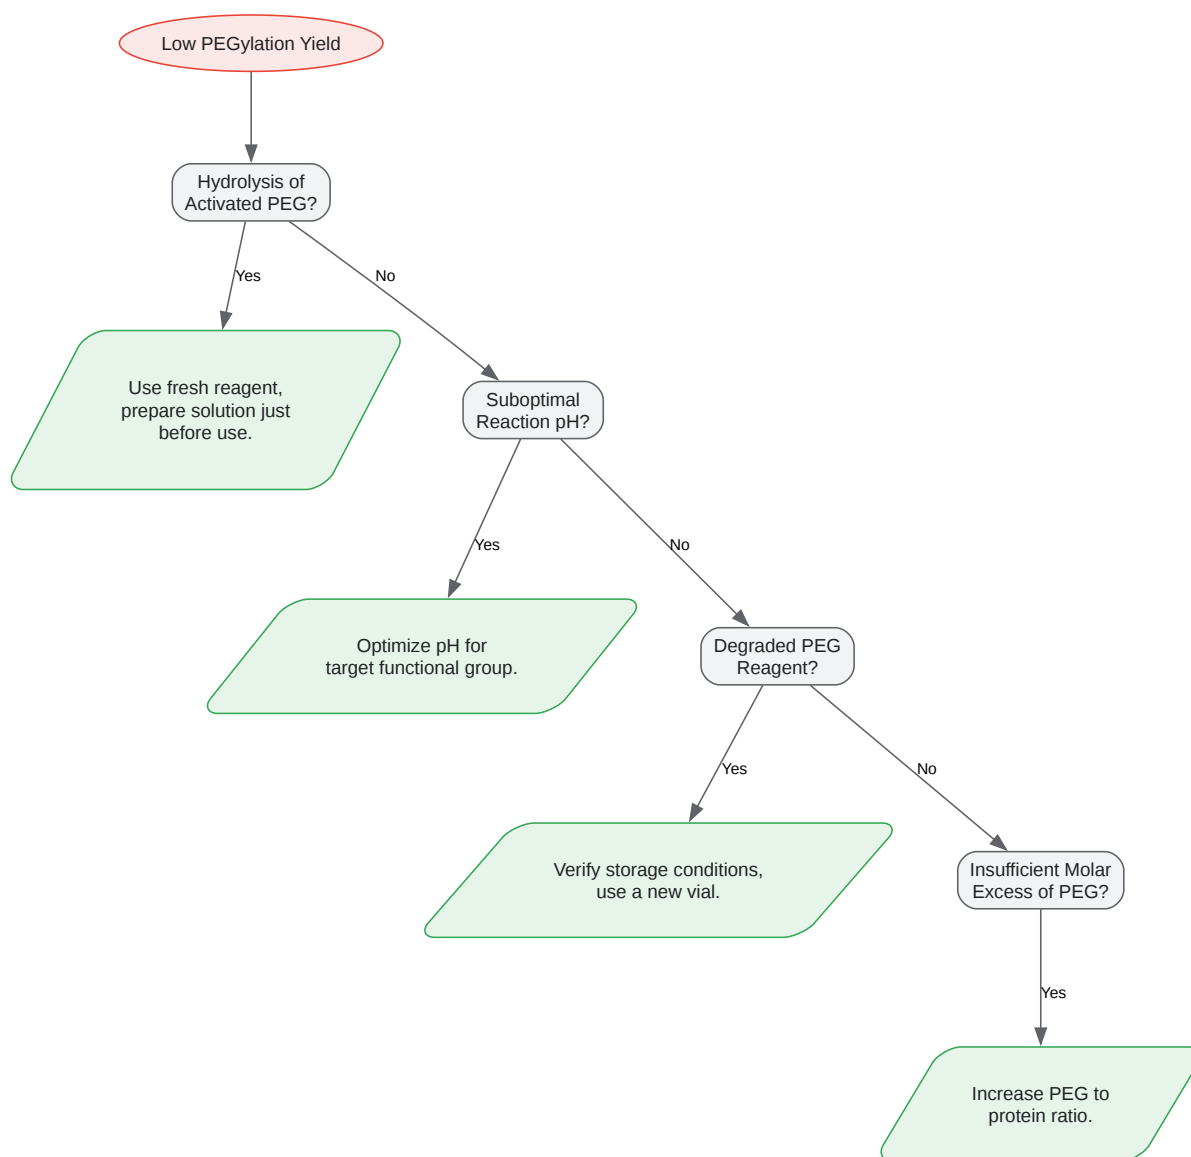 Low PEGylation Yield
Hydrolysis of
Activated PEG?
Yes
No
Use fresh reagent,
prepare solution just
before use.
Suboptimal
Reaction pH?
Yes
No
Optimize pH for
target functional group.
Degraded PEG
Reagent?
Yes
No
Verify storage conditions,
use a new vial.
Insufficient Molar
Excess of PEG?
Yes
Increase PEG to
protein ratio.